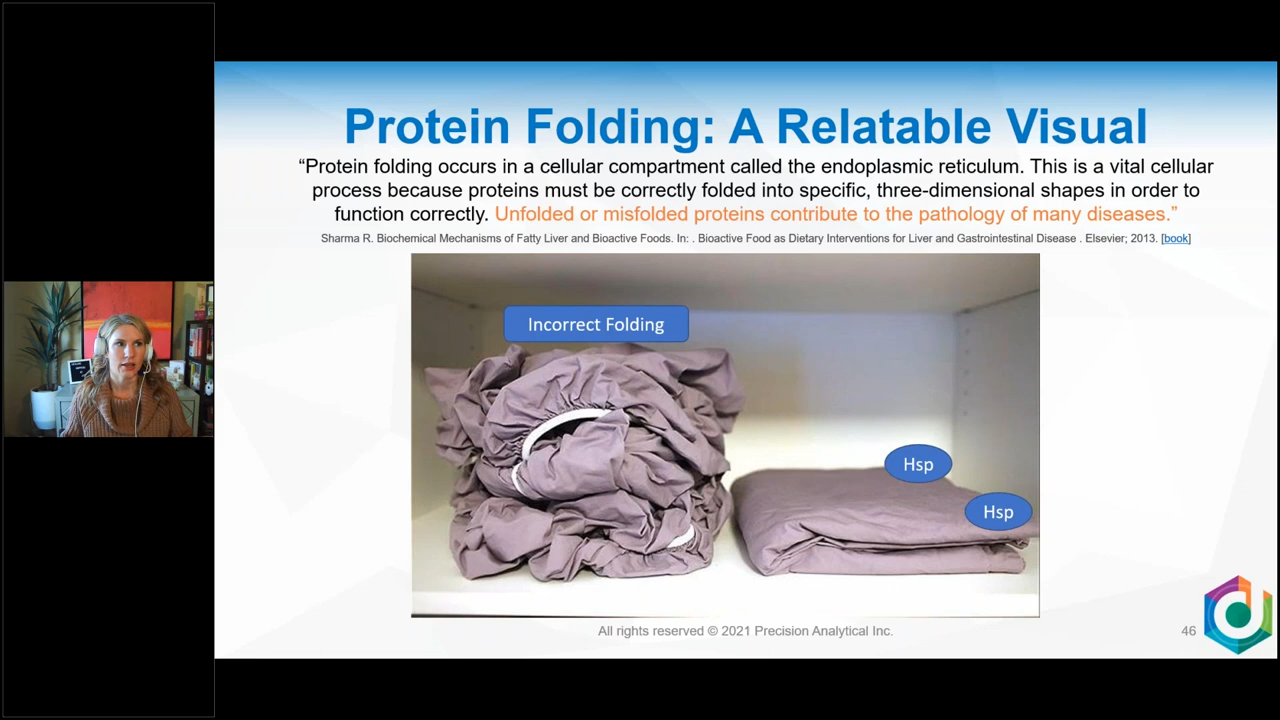 Protein Folding: A Relatable Visual
“Protein folding occurs in a cellular compartment called the endoplasmic reticulum. This is a vital cellular
process because proteins must be correctly folded into specific, three-dimensional shapes in order to
function correctly. Unfolded or misfolded proteins contribute to the pathology of many diseases.”
Sharma R. Biochemical Mechanisms of Fatty Liver and Bioactive Foods. In: . Bioactive Food as Dietary Interventions for Liver and Gastrointestinal Disease . Elsevier; 2013. [book]
Incorrect Folding
Hsp
Hsp
All rights reserved © 2021 Precision Analytical Inc.
46